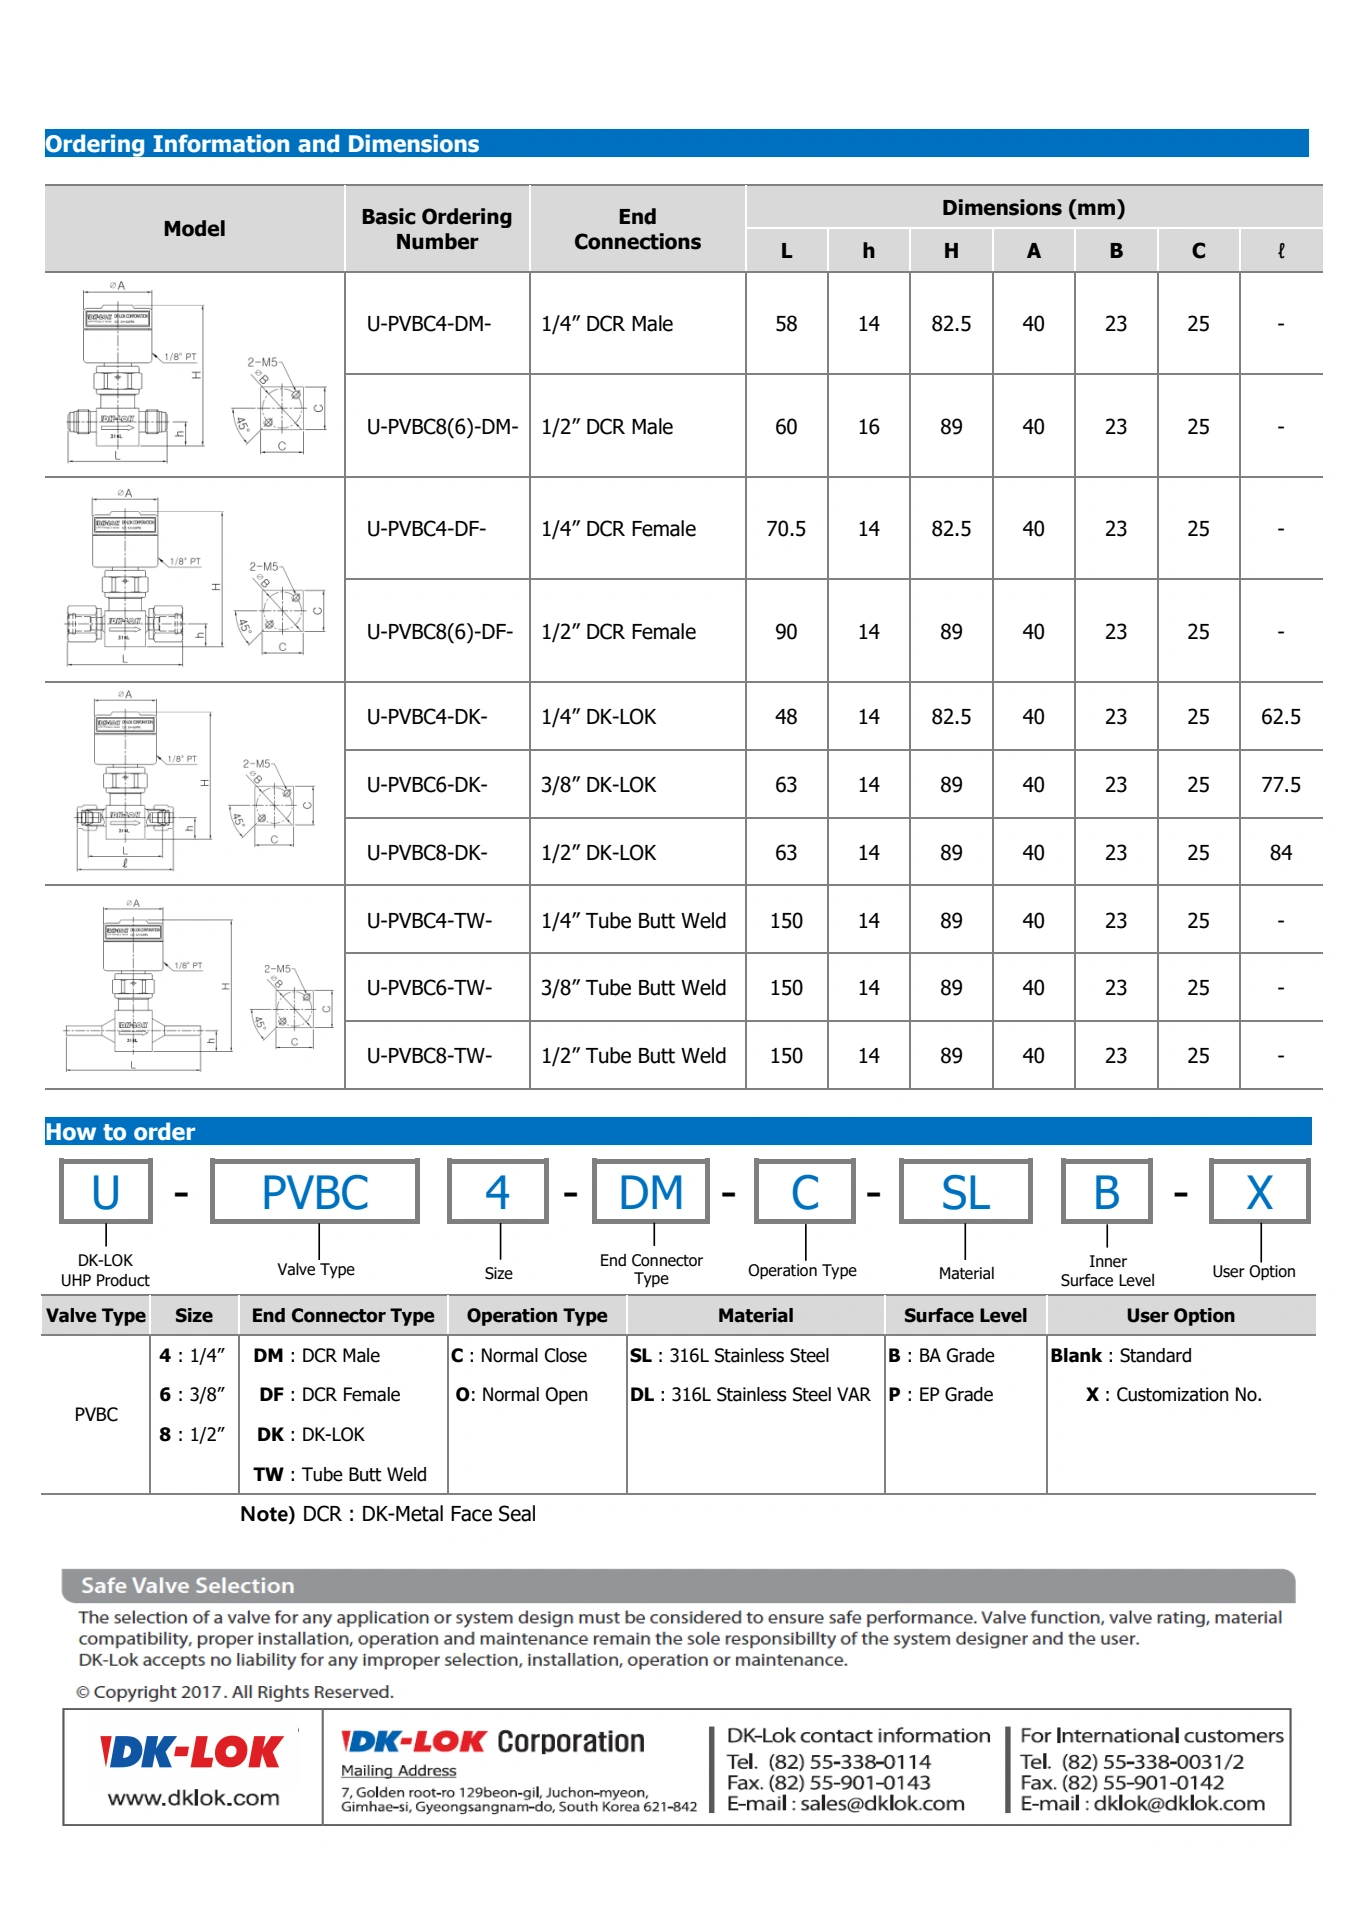 Ordering Information and Dimensions
Model Basic Ordering Number End Connections Dimensions (mm)
L h H A B C ℓ
U-PVBC4-DM- 1/4″ DCR Male 58 14 82.5 40 23 25 -
U-PVBC8(6)-DM- 1/2″ DCR Male 60 16 89 40 23 25 -
U-PVBC4-DF- 1/4″ DCR Female 70.5 14 82.5 40 23 25 -
U-PVBC8(6)-DF- 1/2″ DCR Female 90 14 89 40 23 25 -
U-PVBC4-DK- 1/4″ DK-LOK 48 14 82.5 40 23 25 62.5
U-PVBC6-DK- 3/8″ DK-LOK 63 14 89 40 23 25 77.5
U-PVBC8-DK- 1/2″ DK-LOK 63 14 89 40 23 25 84
U-PVBC4-TW- 1/4″ Tube Butt Weld 150 14 89 40 23 25 -
U-PVBC6-TW- 3/8″ Tube Butt Weld 150 14 89 40 23 25 -
U-PVBC8-TW- 1/2″ Tube Butt Weld 150 14 89 40 23 25 -
⌀A
1/8" PT
H
2-M5
⌀B
C
45°
h
C
L
DK-LOK
316L
⌀A
1/8" PT
H
2-M5
⌀B
C
45°
h
C
L
DK-LOK
316L
⌀A
1/8" PT
H
2-M5
⌀B
C
45°
h
C
L
ℓ
DK-LOK
316L
⌀A
1/8" PT
H
2-M5
⌀B
C
45°
h
C
L
DK-LOK
316L
How to order
U - PVBC 4 - DM - C - SL B - X
DK-LOK UHP Product
Valve Type
Size
End Connector Type
Operation Type
Material
Inner Surface Level
User Option
Valve Type Size End Connector Type Operation Type Material Surface Level User Option
PVBC
4 : 1/4″ DM : DCR Male C : Normal Close SL : 316L Stainless Steel B : BA Grade Blank : Standard
6 : 3/8″ DF : DCR Female O: Normal Open DL : 316L Stainless Steel VAR P : EP Grade X : Customization No.
8 : 1/2″ DK : DK-LOK
TW : Tube Butt Weld
Note) DCR : DK-Metal Face Seal
Safe Valve Selection
The selection of a valve for any application or system design must be considered to ensure safe performance. Valve function, valve rating, material
compatibility, proper installation, operation and maintenance remain the sole responsibillty of the system designer and the user.
DK-Lok accepts no liability for any improper selection, installation, operation or maintenance.
© Copyright 2017. All Rights Reserved.
DK-LOK
www.dklok.com
DK-LOK Corporation
Mailing Address
7, Golden root-ro 129beon-gil, Juchon-myeon,
Gimhae-si, Gyeongsangnam-do, South Korea 621-842
DK-Lok contact information
Tel. (82) 55-338-0114
Fax. (82) 55-901-0143
E-mail : sales@dklok.com
For International customers
Tel. (82) 55-338-0031/2
Fax. (82) 55-901-0142
E-mail : dklok@dklok.com